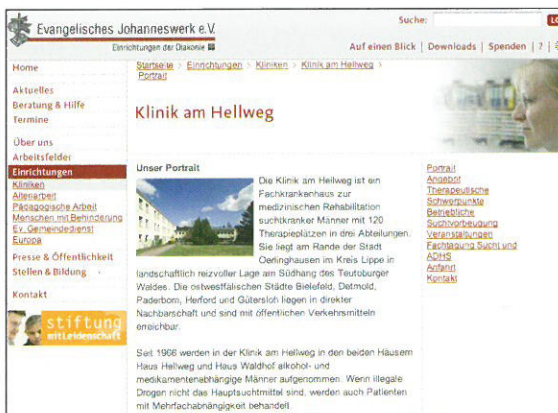 Evangelisches Johanneswerk e.V.
Einrichtungen der Diakonie
Suche:
Auf einen Blick | Downloads | Spenden | ? |
Home
Aktuelles
Beratung & Hilfe
Termine
Über uns
Arbeitsfelder
Einrichtungen
Kliniken
Altenarbeit
Pädagogische Arbeit
Menschen mit Behinderung
Ev. Gemeindedienst
Europa
Presse & Öffentlichkeit
Stellen & Bildung
Kontakt
stiftung
mitLeidenschaft
Startseite > Einrichtungen > Kliniken > Klinik am Hellweg >
Portrait
Klinik am Hellweg
Unser Portrait
Die Klinik am Hellweg ist ein
Fachkrankenhaus zur
medizinischen Rehabilitation
suchtkranker Männer mit 120
Therapieplätzen in drei Abteilungen.
Sie liegt am Rande der Stadt
Oerlinghausen im Kreis Lippe in
landschaftlich reizvoller Lage am Südhang des Teutoburger
Waldes. Die ostwestfälischen Städte Bielefeld, Detmold,
Paderborn, Herford und Gütersloh liegen in direkter
Nachbarschaft und sind mit öffentlichen Verkehrsmitteln
erreichbar.
Seit 1966 werden in der Klinik am Hellweg in den beiden Häusern
Haus Hellweg und Haus Waldhof alkohol- und
medikamentenabhängige Männer aufgenommen. Wenn illegale
Drogen nicht das Hauptsuchtmittel sind, werden auch Patienten
mit Mehrfachabhängigkeit behandelt.
Portrait
Angebot
Therapeutische
Schwerpunkte
Betriebliche
Suchtvorbeugung
Veranstaltungen
Fachtagung Sucht und
ADHS
Anfahrt
Kontakt